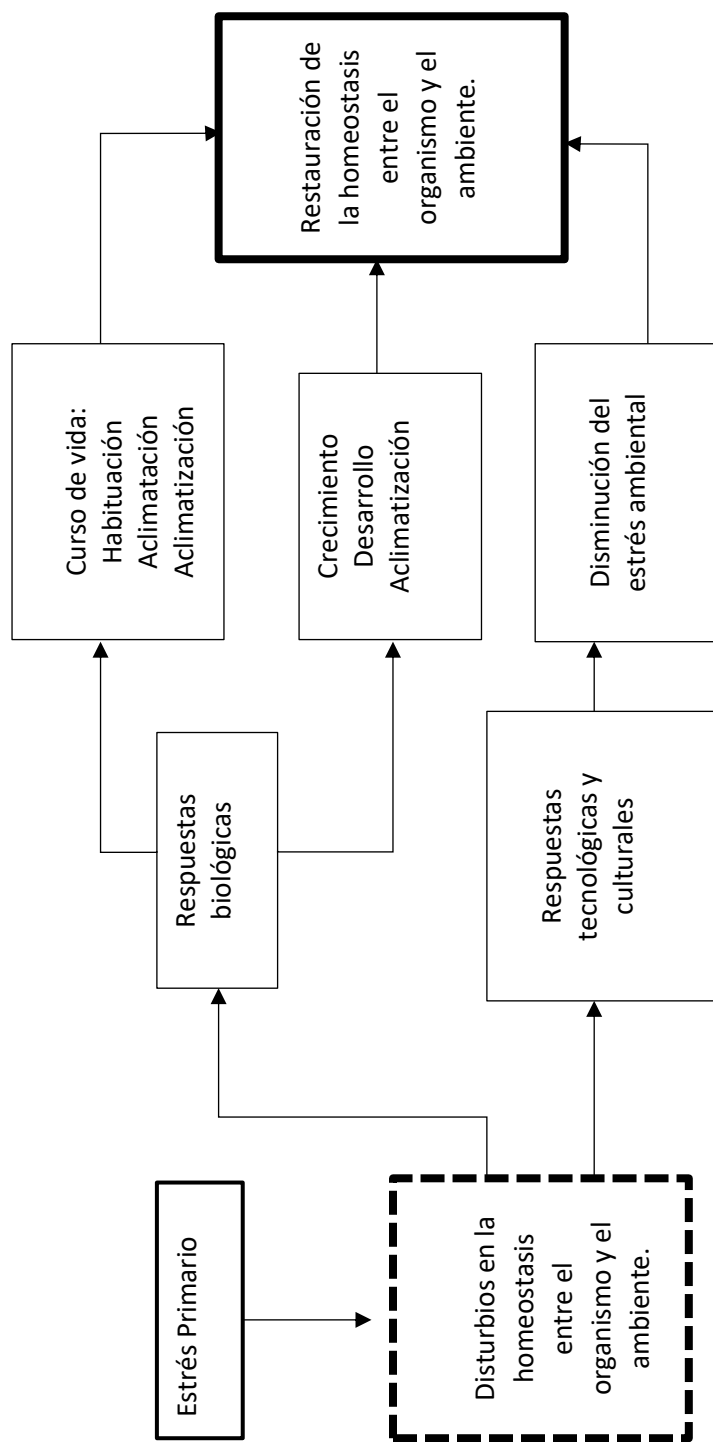 Estrés Primario
Disturbios en la
homeostasis
entre el
organismo y el
ambiente.
Respuestas
biológicas
Respuestas
tecnológicas y
culturales
Curso de vida:
Habituación
Aclimatación
Aclimatización
Crecimiento
Desarrollo
Aclimatización
Disminución del
estrés ambiental
Restauración de
la homeostasis
entre el
organismo y el
ambiente.